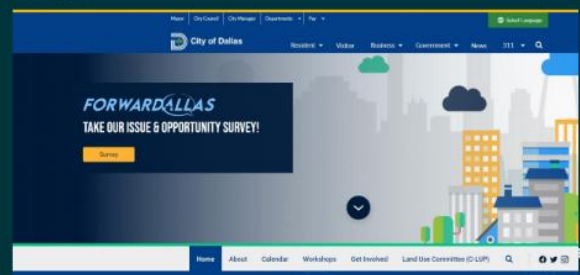 Mayor City Council City Manager Departments Pay Select Language
City of Dallas
Resident Visitor Business Government News 311
FORWARDALLAS
TAKE OUR ISSUE & OPPORTUNITY SURVEY!
Survey
Home About Calendar Workshops Get Involved Land Use Committee (C-LUP)